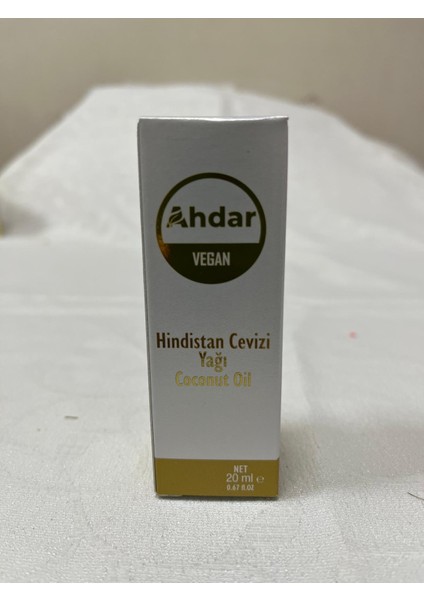 Ahdar
VEGAN
Hindistan Cevizi
Yağı
Coconut Oil
NET
20 ml ℮
0.67 fl.oz